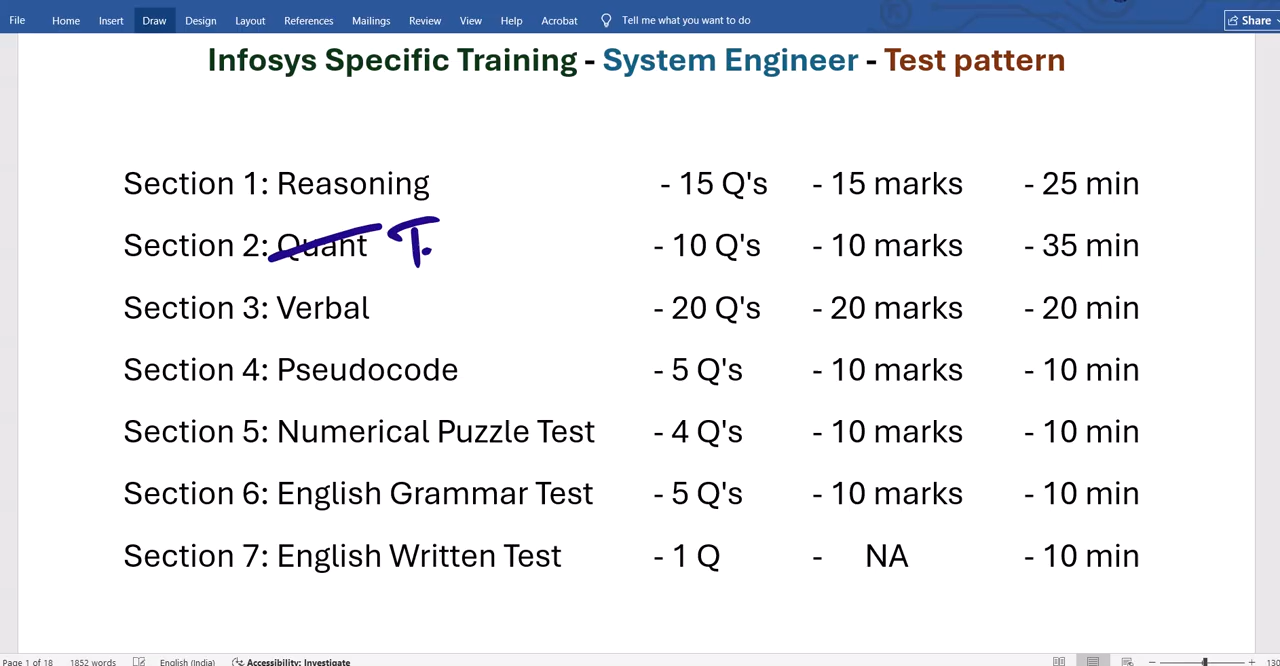 File Home Insert Draw Design Layout References Mailings Review View Help Acrobat Tell me what you want to do Share
Infosys Specific Training - System Engineer - Test pattern
Section 1: Reasoning - 15 Q's - 15 marks - 25 min
Section 2: Quant T. - 10 Q's - 10 marks - 35 min
Section 3: Verbal - 20 Q's - 20 marks - 20 min
Section 4: Pseudocode - 5 Q's - 10 marks - 10 min
Section 5: Numerical Puzzle Test - 4 Q's - 10 marks - 10 min
Section 6: English Grammar Test - 5 Q's - 10 marks - 10 min
Section 7: English Written Test - 1 Q - NA - 10 min
Page 1 of 18 1852 words English (India) Accessibility: Investigate - + 180